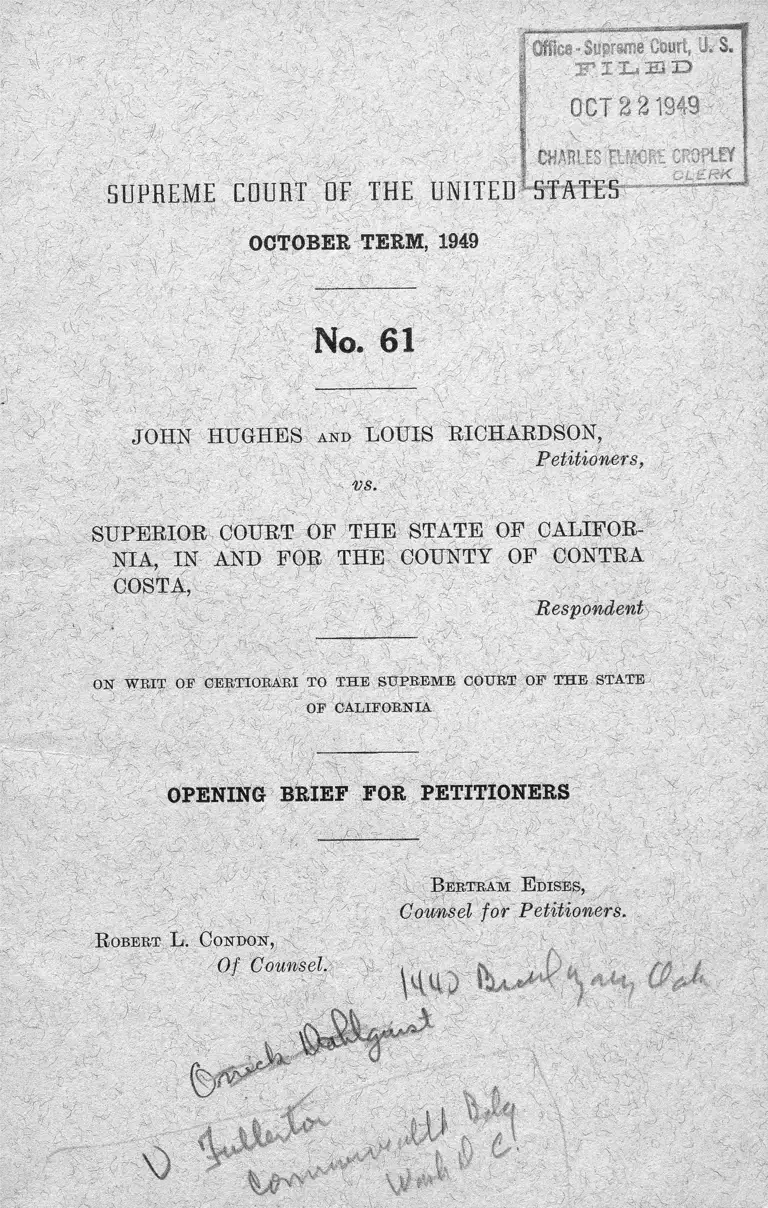 Office - Supreme Court, U. S.
FILED
OCT 22 1949
CHARLES ELMORE CROPLEY
CLERK
SUPREME COURT OF THE UNITED STATES
OCTOBER TERM, 1949
No. 61
JOHN HUGHES AND LOUIS RICHARDSON,
Petitioners,
vs.
SUPERIOR COURT OF THE STATE OF CALIFOR-
NIA, IN AND FOR THE COUNTY OF CONTRA
COSTA,
Respondent
ON WRIT OF CERTIORARI TO THE SUPREME COURT OF THE STATE
OF CALIFORNIA
OPENING BRIEF FOR PETITIONERS
BERTRAM EDISES,
Counsel for Petitioners.
ROBERT L. CONDON,
Of Counsel.
1440 Broadway, Oak
Orrick Dahlquist
Fullerton
Commonwealth Bldg
Wash D C.